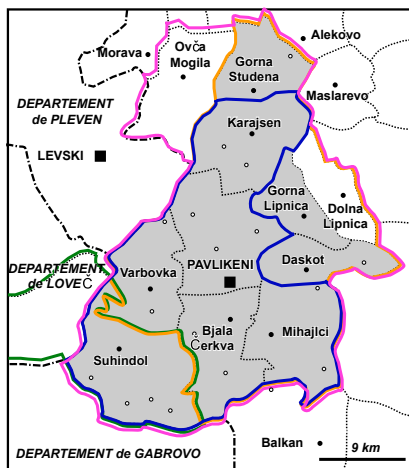 Alekovo
Ovča
Mogila
Morava
Gorna
Studena
Maslarevo
DEPARTEMENT
de PLEVEN
Karajsen
LEVSKI
Gorna
Lipnica
Dolna
Lipnica
DEPARTEMENT
de LOVEČ
Varbovka
PAVLIKENI
Daskot
Bjala
Čerkva
Mihajlci
Suhindol
Balkan
DEPARTEMENT de GABROVO
9 km